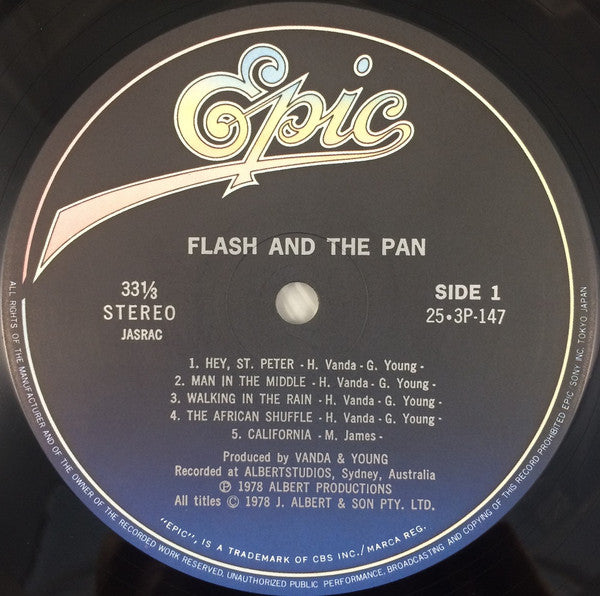 Epic
FLASH AND THE PAN
33⅓
STEREO
JASRAC
SIDE 1
25•3P-147
1. HEY, ST. PETER - H. Vanda - G. Young -
2. MAN IN THE MIDDLE - H. Vanda - G. Young -
3. WALKING IN THE RAIN - H. Vanda - G. Young -
4. THE AFRICAN SHUFFLE - H. Vanda - G. Young -
5. CALIFORNIA - M. James -
Produced by VANDA & YOUNG
Recorded at ALBERTSTUDIOS, Sydney, Australia
Ⓟ 1978 ALBERT PRODUCTIONS
All titles © 1978 J. ALBERT & SON PTY. LTD.
"EPIC", IS A TRADEMARK OF CBS INC./MARCA REG.
ALL RIGHTS OF THE MANUFACTURER AND OF THE OWNER OF THE RECORDED WORK RESERVED. UNAUTHORIZED PUBLIC PERFORMANCE, BROADCASTING AND COPYING OF THIS RECORD PROHIBITED EPIC, SONY INC. TOKYO JAPAN